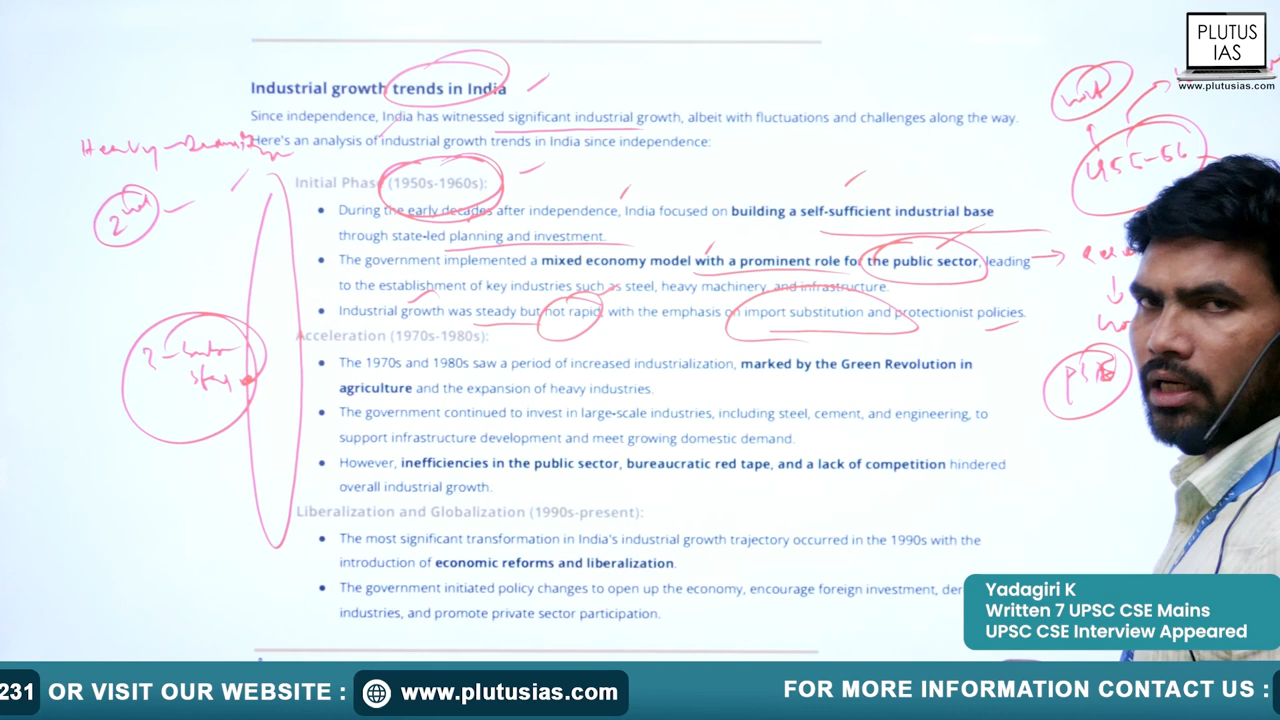 PLUTUS
IAS
www.plutusias.com
Industrial growth trends in India
Since independence, India has witnessed significant industrial growth, albeit with fluctuations and challenges along the way.
Here's an analysis of industrial growth trends in India since independence:
Heavy
Initial Phase (1950s-1960s):
1955-56
2nd
• During the early decades after independence, India focused on building a self-sufficient industrial base
through state-led planning and investment.
• The government implemented a mixed economy model with a prominent role for the public sector, leading
to the establishment of key industries such as steel, heavy machinery, and infrastructure.
• Industrial growth was steady but not rapid, with the emphasis on import substitution and protectionist policies.
Acceleration (1970s-1980s):
• The 1970s and 1980s saw a period of increased industrialization, marked by the Green Revolution in
agriculture and the expansion of heavy industries.
• The government continued to invest in large-scale industries, including steel, cement, and engineering, to
support infrastructure development and meet growing domestic demand.
• However, inefficiencies in the public sector, bureaucratic red tape, and a lack of competition hindered
overall industrial growth.
Liberalization and Globalization (1990s-present):
• The most significant transformation in India's industrial growth trajectory occurred in the 1990s with the
introduction of economic reforms and liberalization.
• The government initiated policy changes to open up the economy, encourage foreign investment,
industries, and promote private sector participation.
Yadagiri K
Written 7 UPSC CSE Mains
UPSC CSE Interview Appeared
231 OR VISIT OUR WEBSITE : www.plutusias.com FOR MORE INFORMATION CONTACT US :